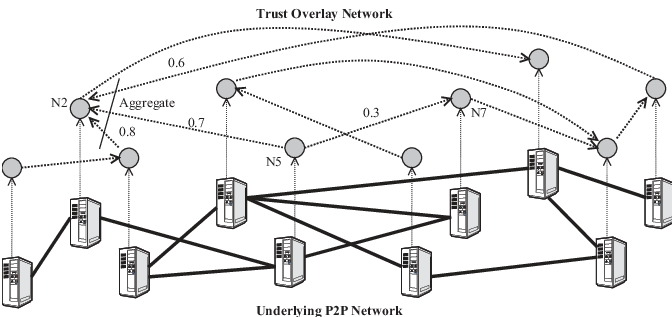 Trust Overlay Network
0.6
N2
Aggregate
0.8
0.7
0.3
N7
N5
Underlying P2P Network